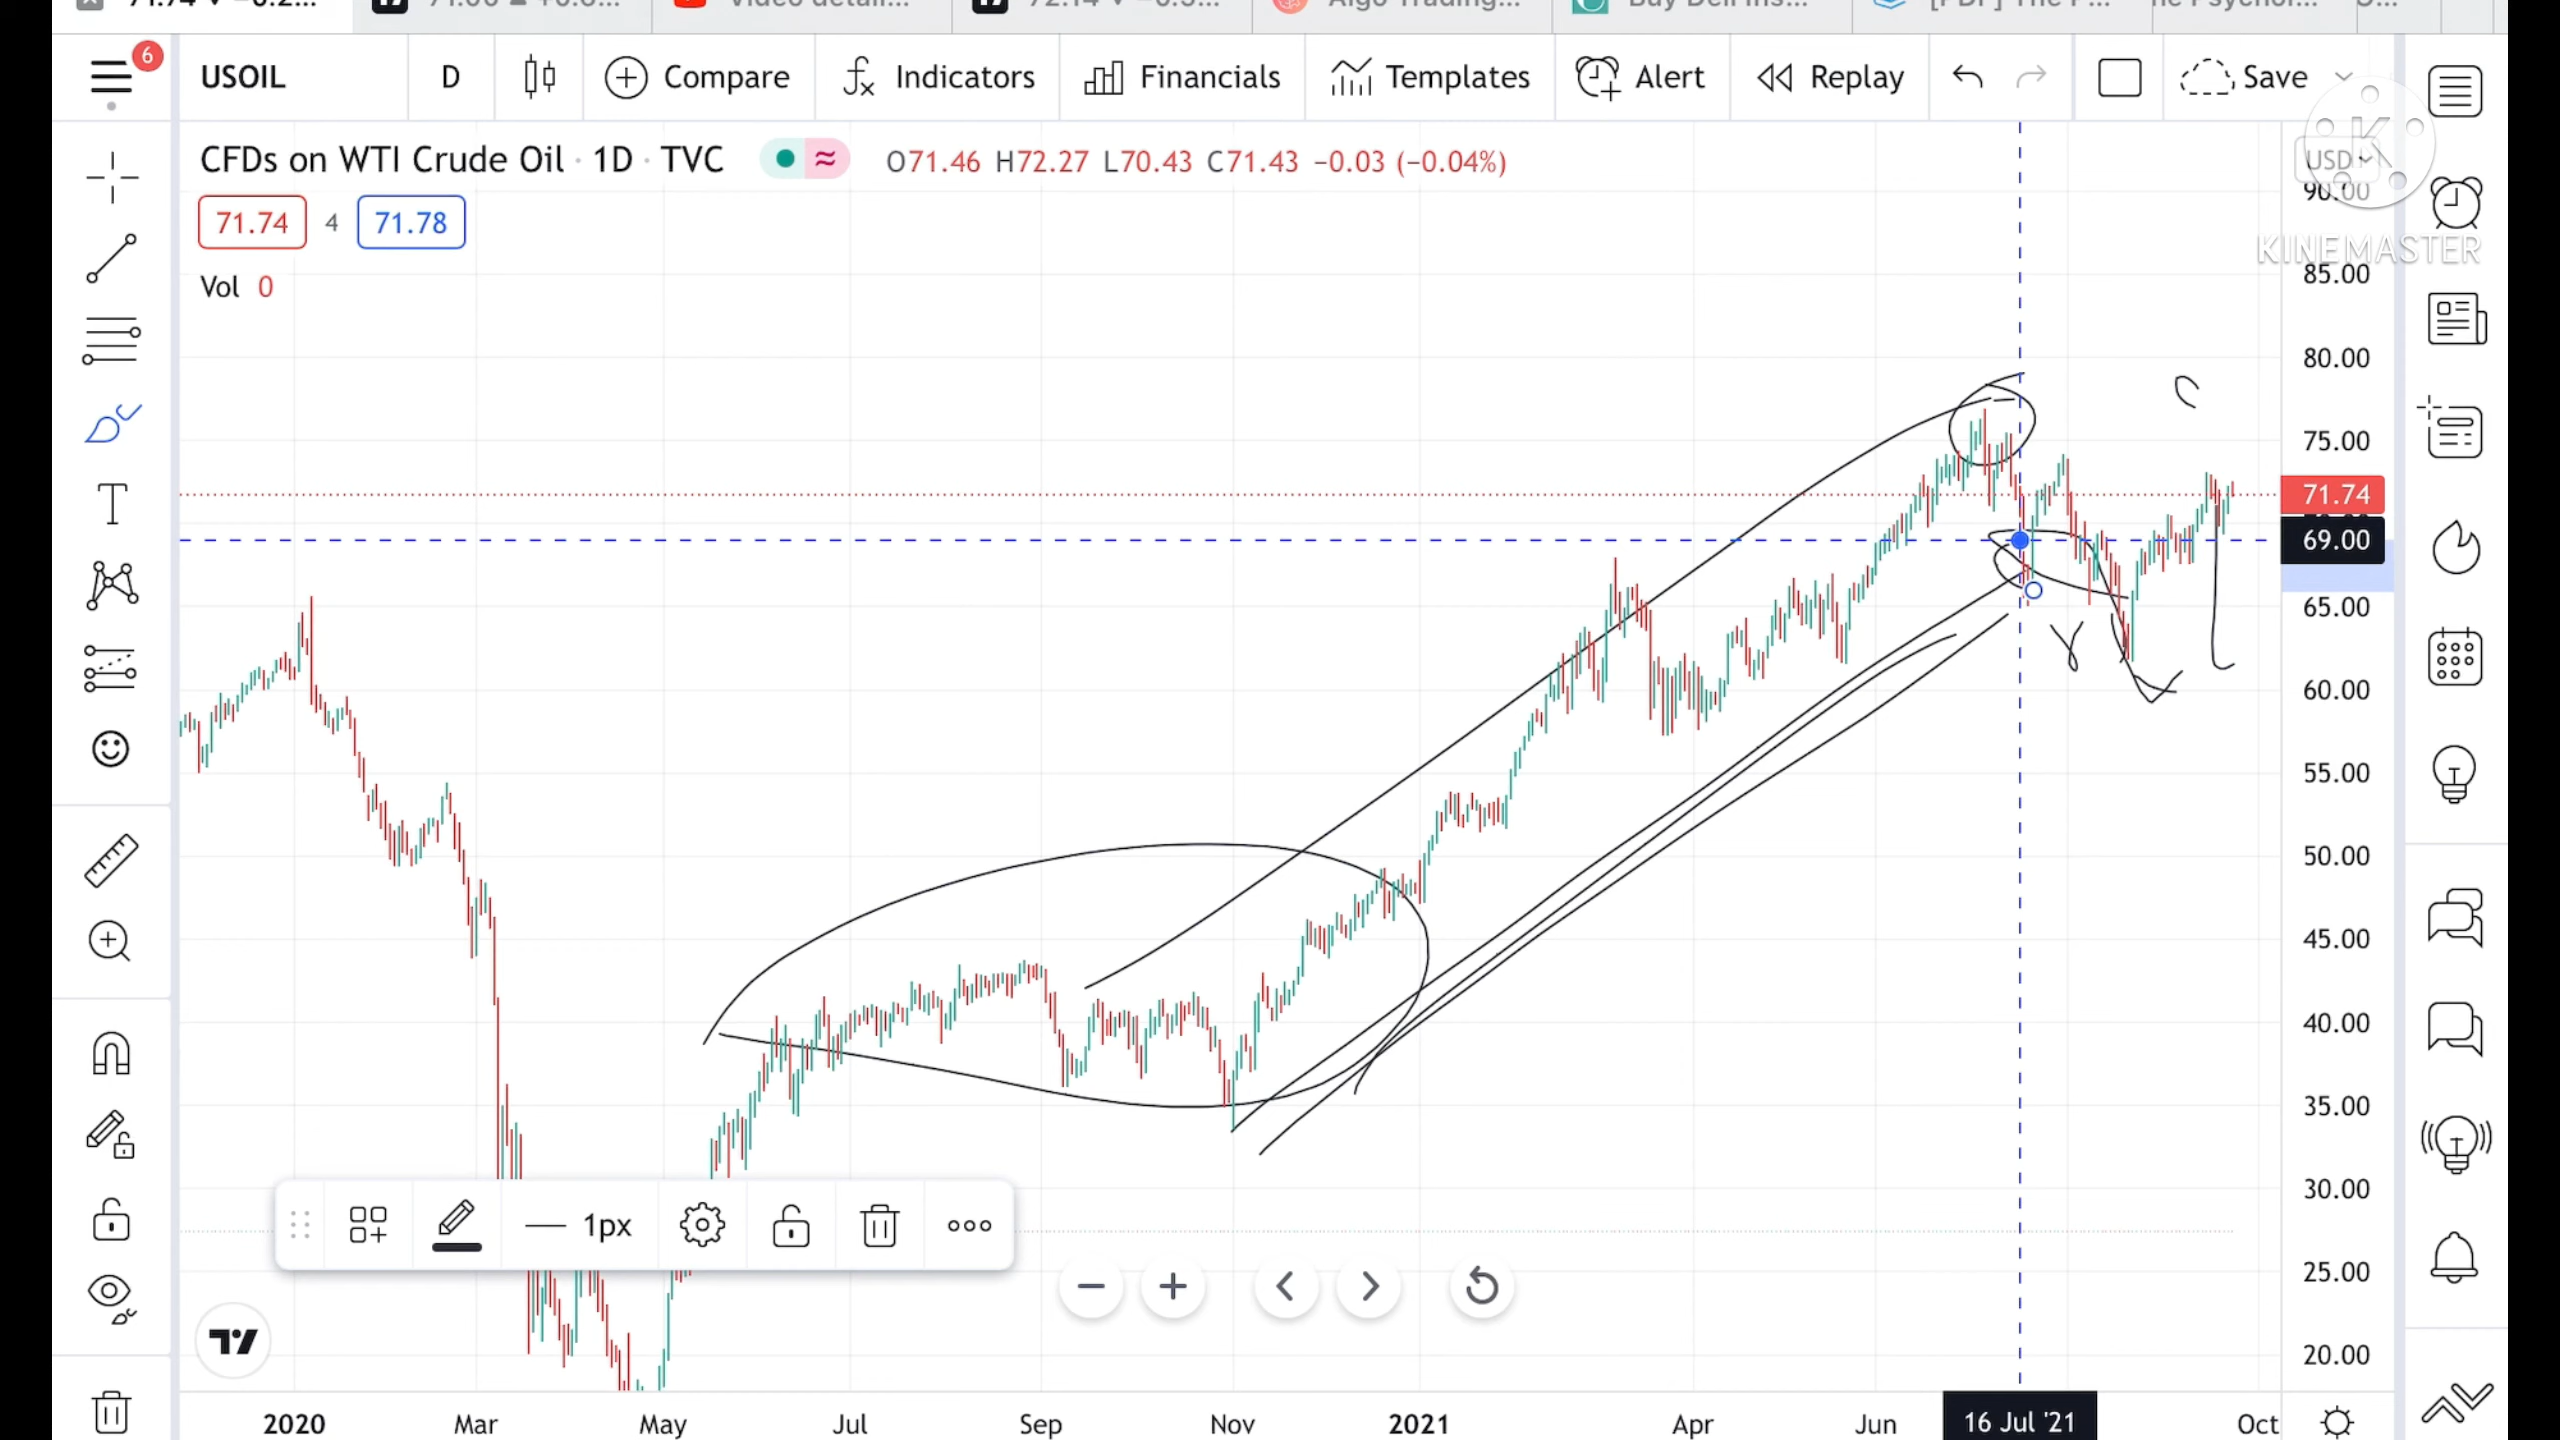 6
USOIL D Compare Indicators Financials Templates Alert Replay Save
CFDs on WTI Crude Oil · 1D · TVC O71.46 H72.27 L70.43 C71.43 −0.03 (−0.04%)
71.74 4 71.78
Vol 0
USD
K
KINEMASTER
90.00
85.00
80.00
75.00
71.74
69.00
65.00
60.00
55.00
50.00
45.00
40.00
35.00
30.00
25.00
20.00
1px
2020 Mar May Jul Sep Nov 2021 Apr Jun 16 Jul '21 Oct